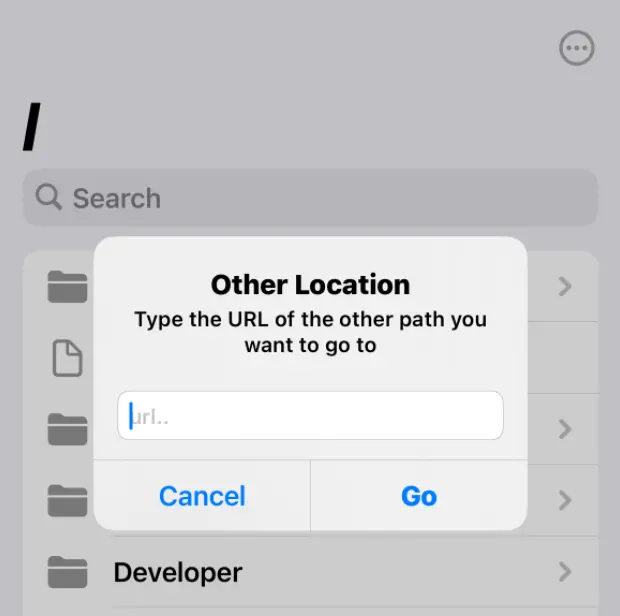 /
Search
Other Location
Type the URL of the other path you
want to go to
url..
Cancel
Go
Developer